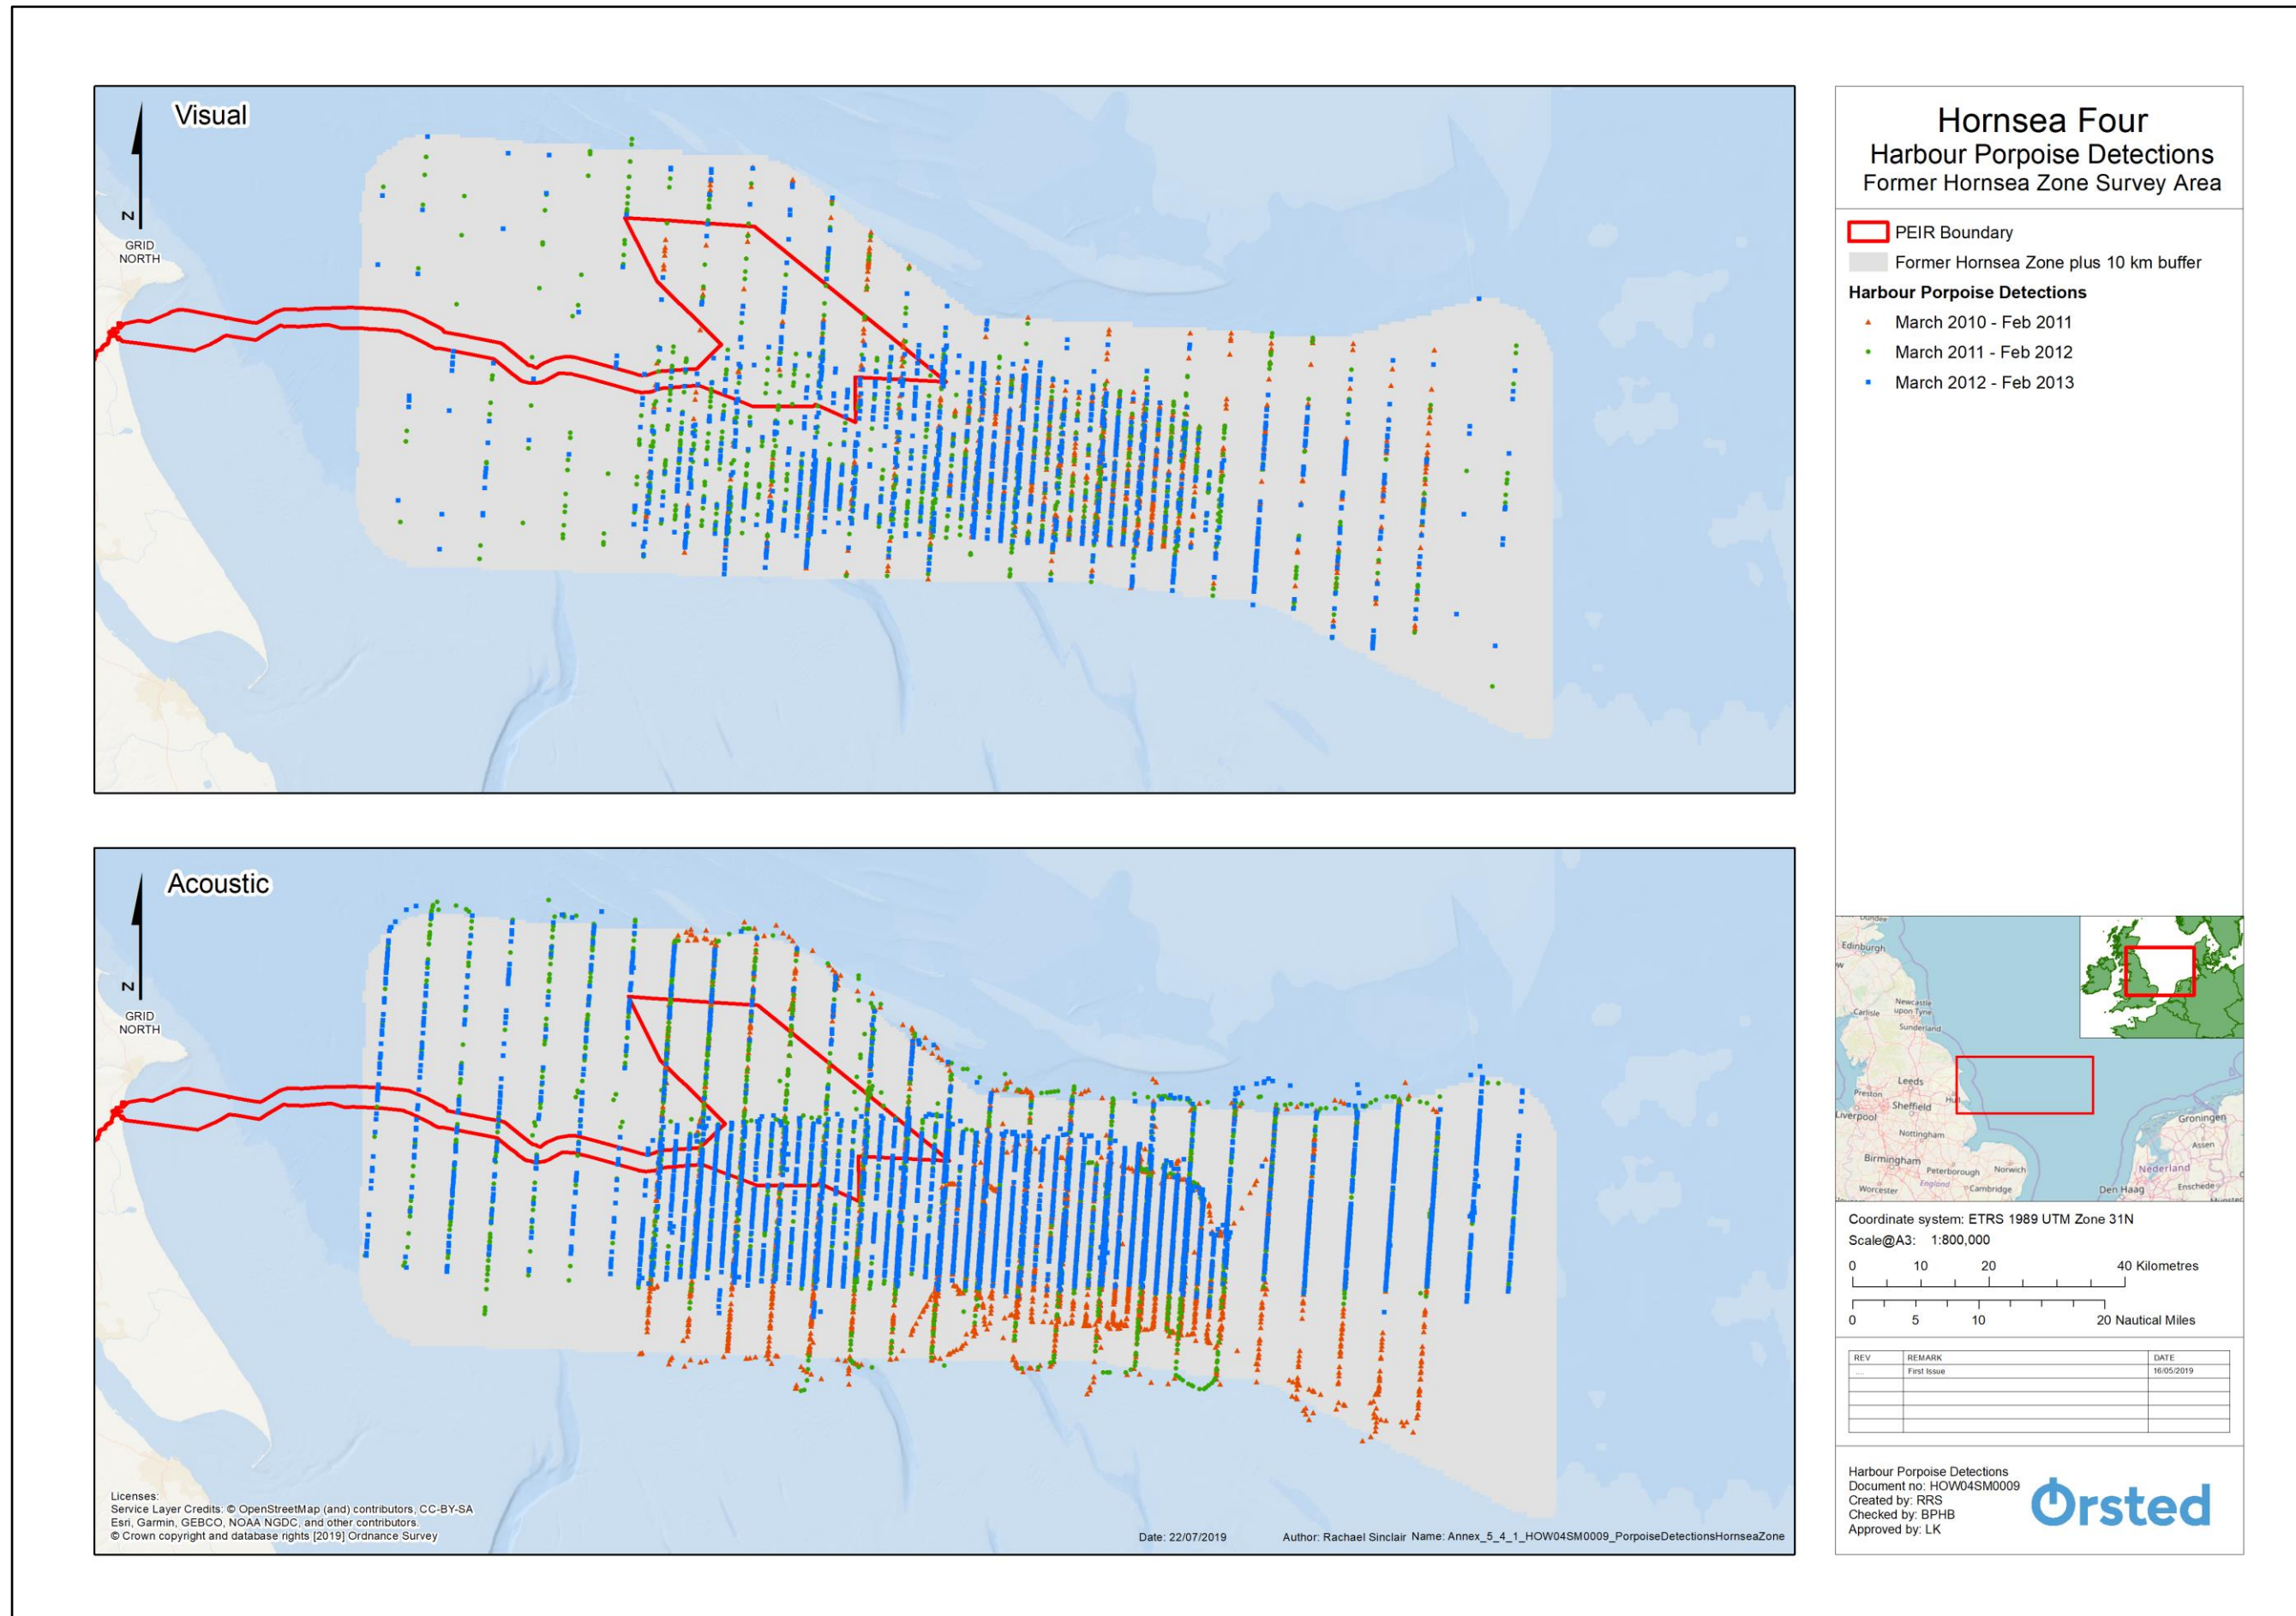 Visual
N
GRID
NORTH
Acoustic
N
GRID
NORTH
Licenses:
Service Layer Credits: © OpenStreetMap (and) contributors, CC-BY-SA
Esri, Garmin, GEBCO, NOAA NGDC, and other contributors.
© Crown copyright and database rights [2019] Ordnance Survey
Date: 22/07/2019
Author: Rachael Sinclair Name: Annex_5_4_1_HOW04SM0009_PorpoiseDetectionsHornseaZone
Hornsea Four
Harbour Porpoise Detections
Former Hornsea Zone Survey Area
PEIR Boundary
Former Hornsea Zone plus 10 km buffer
Harbour Porpoise Detections
March 2010 - Feb 2011
March 2011 - Feb 2012
March 2012 - Feb 2013
Dundee
Edinburgh
Newcastle
upon Tyne
Carlisle
Sunderland
Leeds
Preston
Hull
Sheffield
Liverpool
Groningen
Nottingham
Assen
Birmingham
Peterborough
Norwich
Nederland
England
Worcester
Cambridge
Den Haag
Enschede
Coordinate system: ETRS 1989 UTM Zone 31N
Scale@A3: 1:800,000
0 10 20 40 Kilometres
0 5 10 20 Nautical Miles
REV REMARK DATE
.... First Issue 16/05/2019
Harbour Porpoise Detections
Document no: HOW04SM0009
Created by: RRS
Checked by: BPHB
Approved by: LK
Orsted